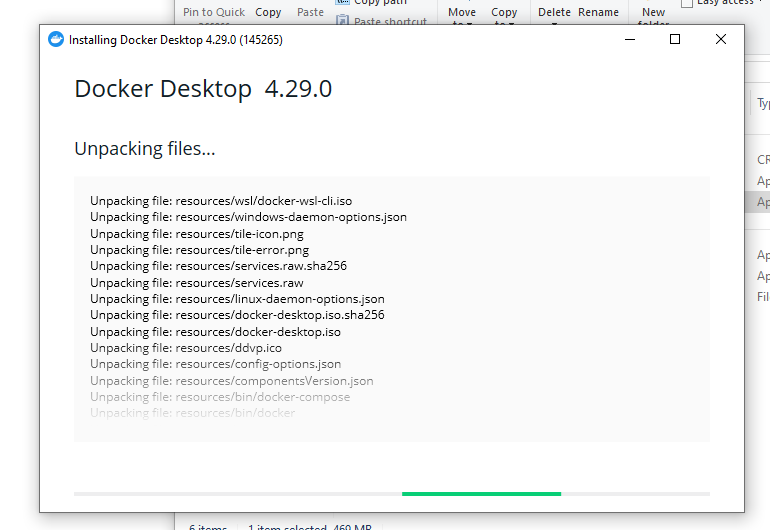 Copy path
Easy access
Pin to Quick
access
Copy
Paste
Paste shortcut
Move
to
Copy
to
Delete
Rename
New
folder
Installing Docker Desktop 4.29.0 (145265)
Docker Desktop 4.29.0
Unpacking files...
Unpacking file: resources/wsl/docker-wsl-cli.iso
Unpacking file: resources/windows-daemon-options.json
Unpacking file: resources/tile-icon.png
Unpacking file: resources/tile-error.png
Unpacking file: resources/services.raw.sha256
Unpacking file: resources/services.raw
Unpacking file: resources/linux-daemon-options.json
Unpacking file: resources/docker-desktop.iso.sha256
Unpacking file: resources/docker-desktop.iso
Unpacking file: resources/ddvp.ico
Unpacking file: resources/config-options.json
Unpacking file: resources/componentsVersion.json
Unpacking file: resources/bin/docker-compose
Unpacking file: resources/bin/docker
Ty
CR
Ap
Ap
Ap
Ap
Fil
6 items
1 item selected 469 MB